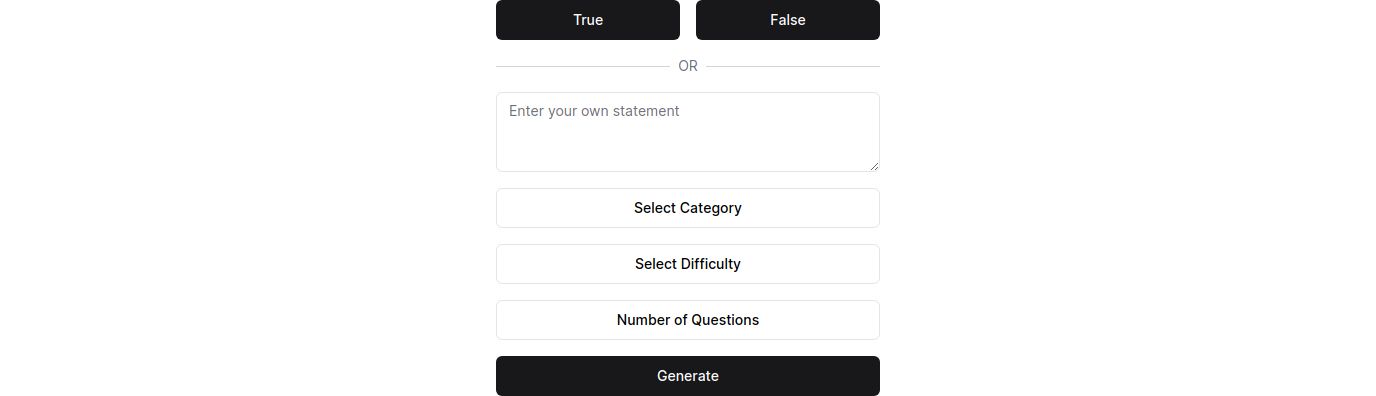 True False
OR
Enter your own statement
Select Category
Select Difficulty
Number of Questions
Generate